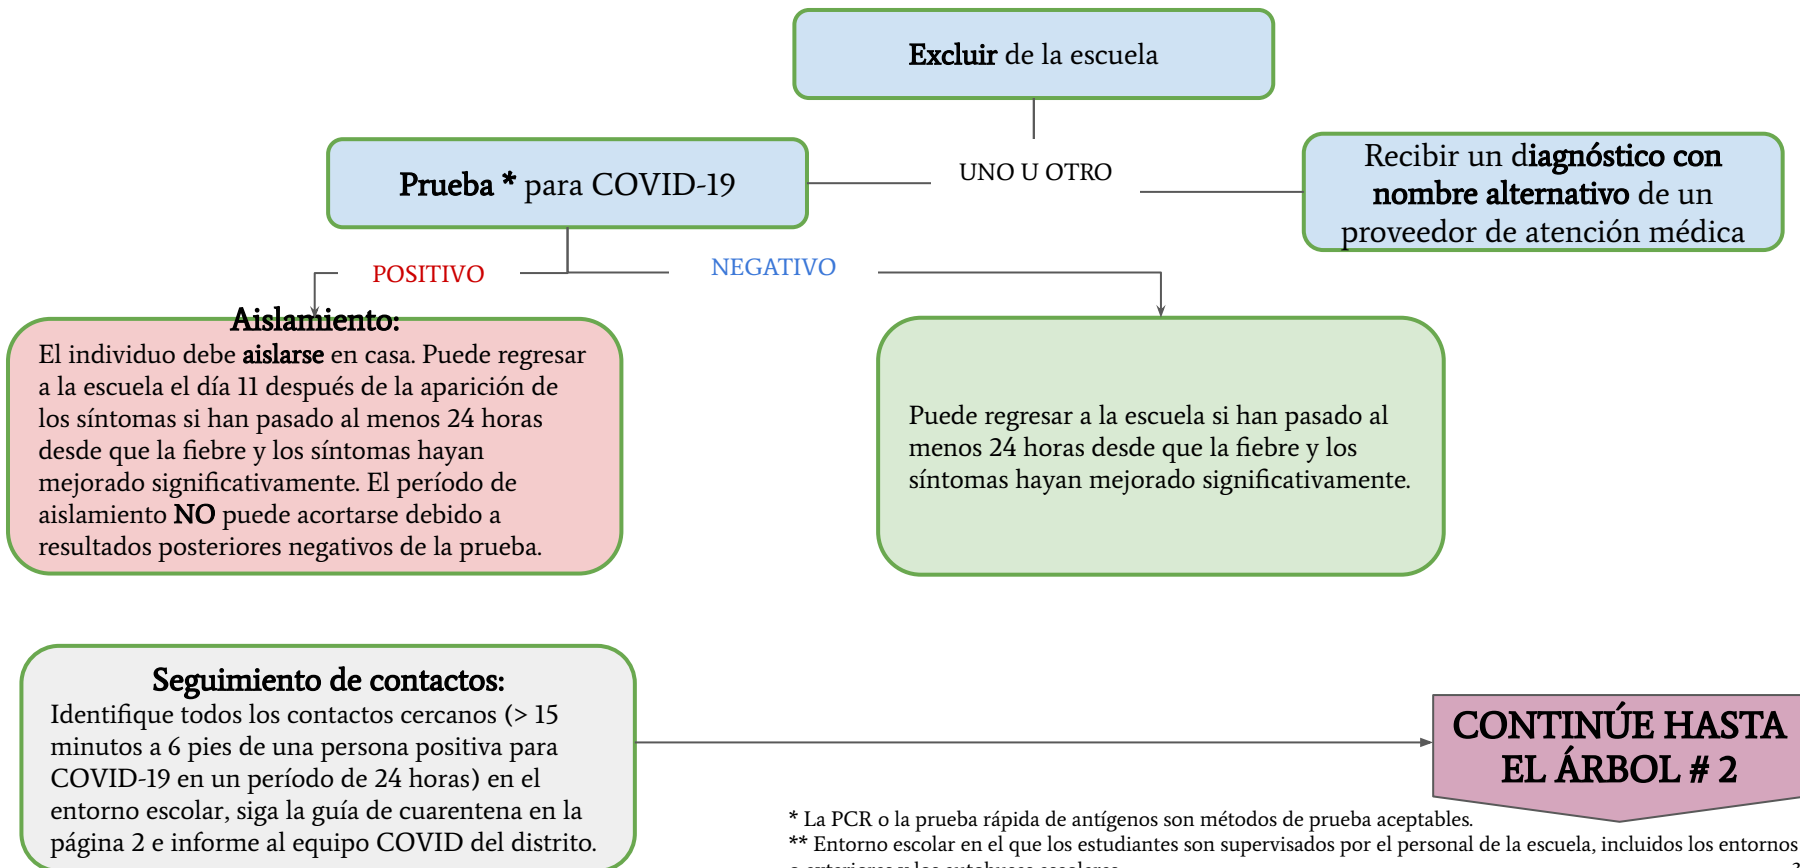 Excluir de la escuela
UNO U OTRO
Prueba * para COVID-19
Recibir un diagnóstico con
nombre alternativo de un
proveedor de atención médica
POSITIVO
NEGATIVO
Aislamiento:
El individuo debe aislarse en casa. Puede regresar
a la escuela el día 11 después de la aparición de
los síntomas si han pasado al menos 24 horas
desde que la fiebre y los síntomas hayan
mejorado significativamente. El período de
aislamiento NO puede acortarse debido a
resultados posteriores negativos de la prueba.
Puede regresar a la escuela si han pasado al
menos 24 horas desde que la fiebre y los
síntomas hayan mejorado significativamente.
Seguimiento de contactos:
Identifique todos los contactos cercanos (> 15
minutos a 6 pies de una persona positiva para
COVID-19 en un período de 24 horas) en el
entorno escolar, siga la guía de cuarentena en la
página 2 e informe al equipo COVID del distrito.
CONTINÚE HASTA
EL ÁRBOL # 2
* La PCR o la prueba rápida de antígenos son métodos de prueba aceptables.
** Entorno escolar en el que los estudiantes son supervisados por el personal de la escuela, incluidos los entornos